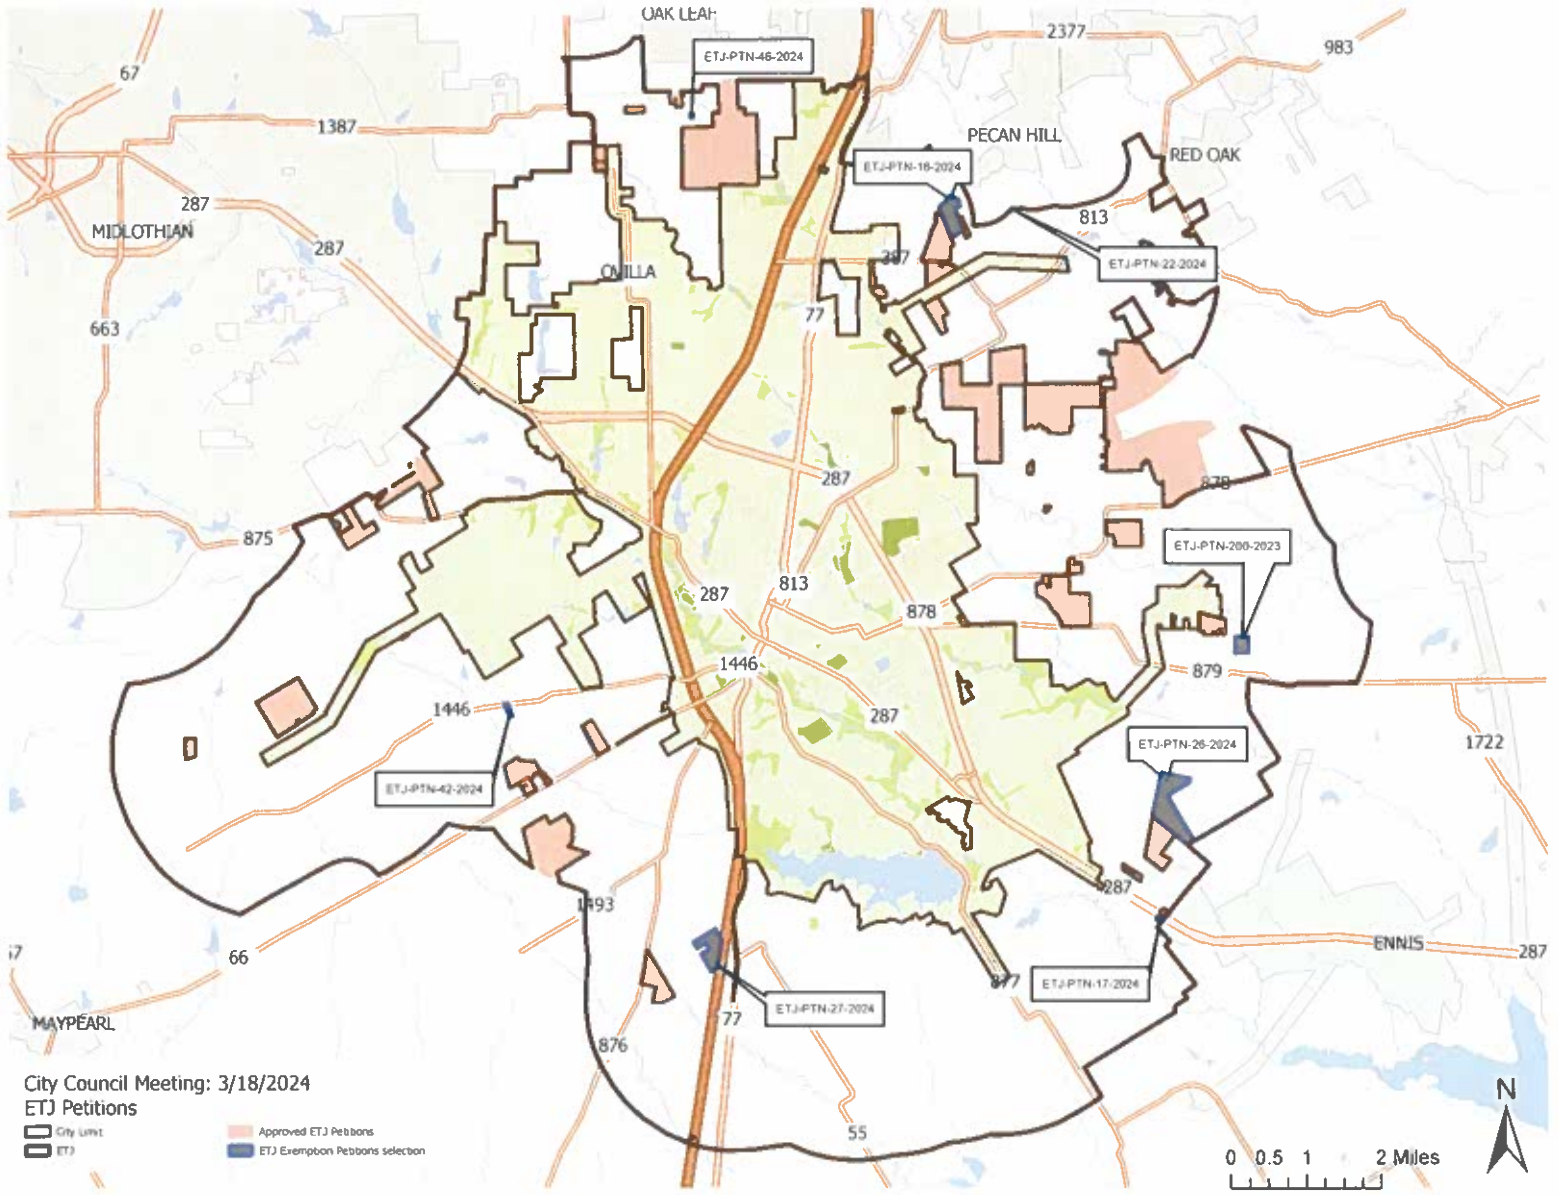 OAK LEAF
2377
983
ETJ-PTN-46-2024
67
1387
PECAN HILL
RED OAK
ETJ-PTN-18-2024
287
813
MIDLOTHIAN
287
387
ETJ-PTN-22-2024
OVILLA
663
77
287
878
875
ETJ-PTN-200-2023
287
813
878
1446
879
1446
287
ETJ-PTN-26-2024
1722
ETJ-PTN-42-2024
287
1493
ENNIS
287
66
877
ETJ-PTN-17-2024
ETJ-PTN-27-2024
77
MAYPEARL
876
City Council Meeting: 3/18/2024
ETJ Petitions
City Limit
Approved ETJ Petitions
ETJ
ETJ Exemption Petitions selection
55
N
0 0.5 1 2 Miles